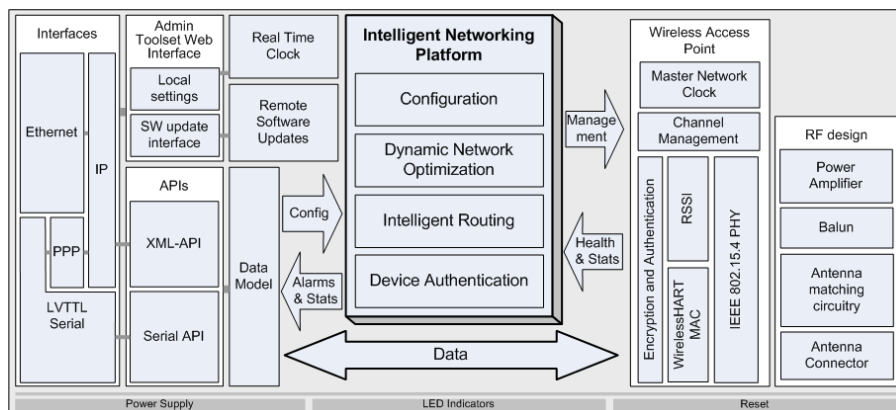 Interfaces
Ethernet
IP
PPP
LVTTL
Serial
Admin
Toolset Web
Interface
Local
settings
SW update
interface
Real Time
Clock
Remote
Software
Updates
APIs
XML-API
Serial API
Data
Model
Config
Alarms
& Stats
Intelligent Networking
Platform
Configuration
Dynamic Network
Optimization
Intelligent Routing
Device Authentication
Manage
ment
Health
& Stats
Data
Wireless Access
Point
Master Network
Clock
Channel
Management
Encryption and Authentication
RSSI
WirelessHART
MAC
IEEE 802.15.4 PHY
RF design
Power
Amplifier
Balun
Antenna
matching
circuitry
Antenna
Connector
Power Supply
LED Indicators
Reset